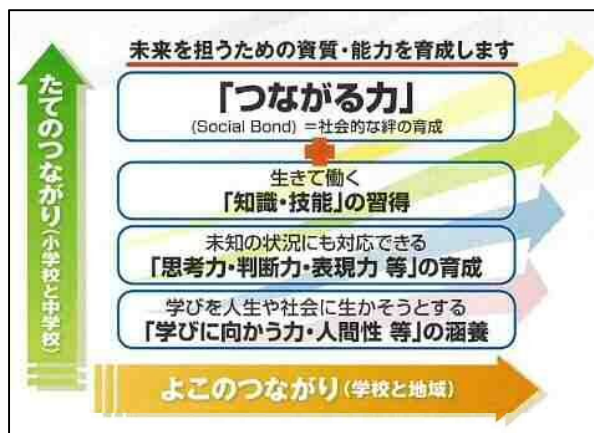 未来を担うための資質・能力を育成します
「つながる力」
(Social Bond) ＝社会的な絆の育成
生きて働く
「知識・技能」の習得
未知の状況にも対応できる
「思考力・判断力・表現力 等」の育成
学びを人生や社会に生かそうとする
「学びに向かう力・人間性 等」の涵養
たてのつながり(小学校と中学校)
よこのつながり(学校と地域)